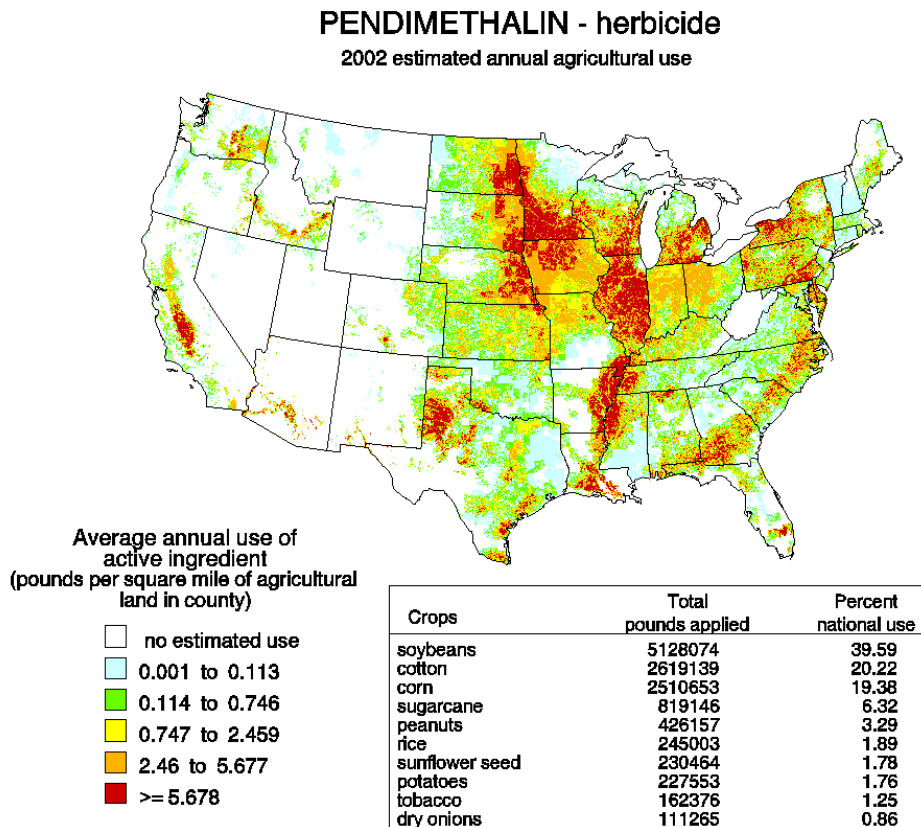 PENDIMETHALIN - herbicide
2002 estimated annual agricultural use
Average annual use of
active ingredient
(pounds per square mile of agricultural
land in county)
no estimated use
0.001 to 0.113
0.114 to 0.746
0.747 to 2.459
2.46 to 5.677
>= 5.678
Crops Total pounds applied Percent national use
soybeans 5128074 39.59
cotton 2619139 20.22
corn 2510653 19.38
sugarcane 819146 6.32
peanuts 426157 3.29
rice 245003 1.89
sunflower seed 230464 1.78
potatoes 227553 1.76
tobacco 162376 1.25
dry onions 111265 0.86